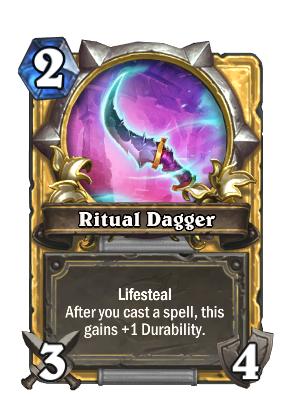 2
Ritual Dagger
Lifesteal
After you cast a spell, this
gains +1 Durability.
3
4